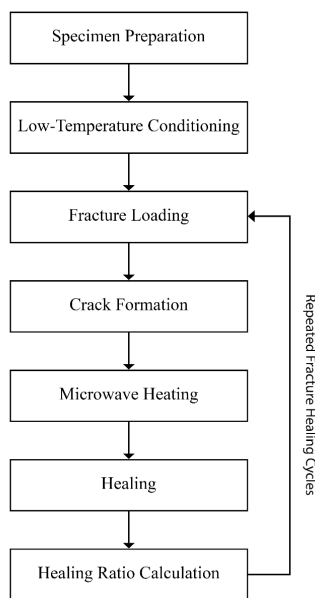 Specimen Preparation
Low-Temperature Conditioning
Fracture Loading
Crack Formation
Microwave Heating
Healing
Healing Ratio Calculation
Repeated Fracture Healing Cycles